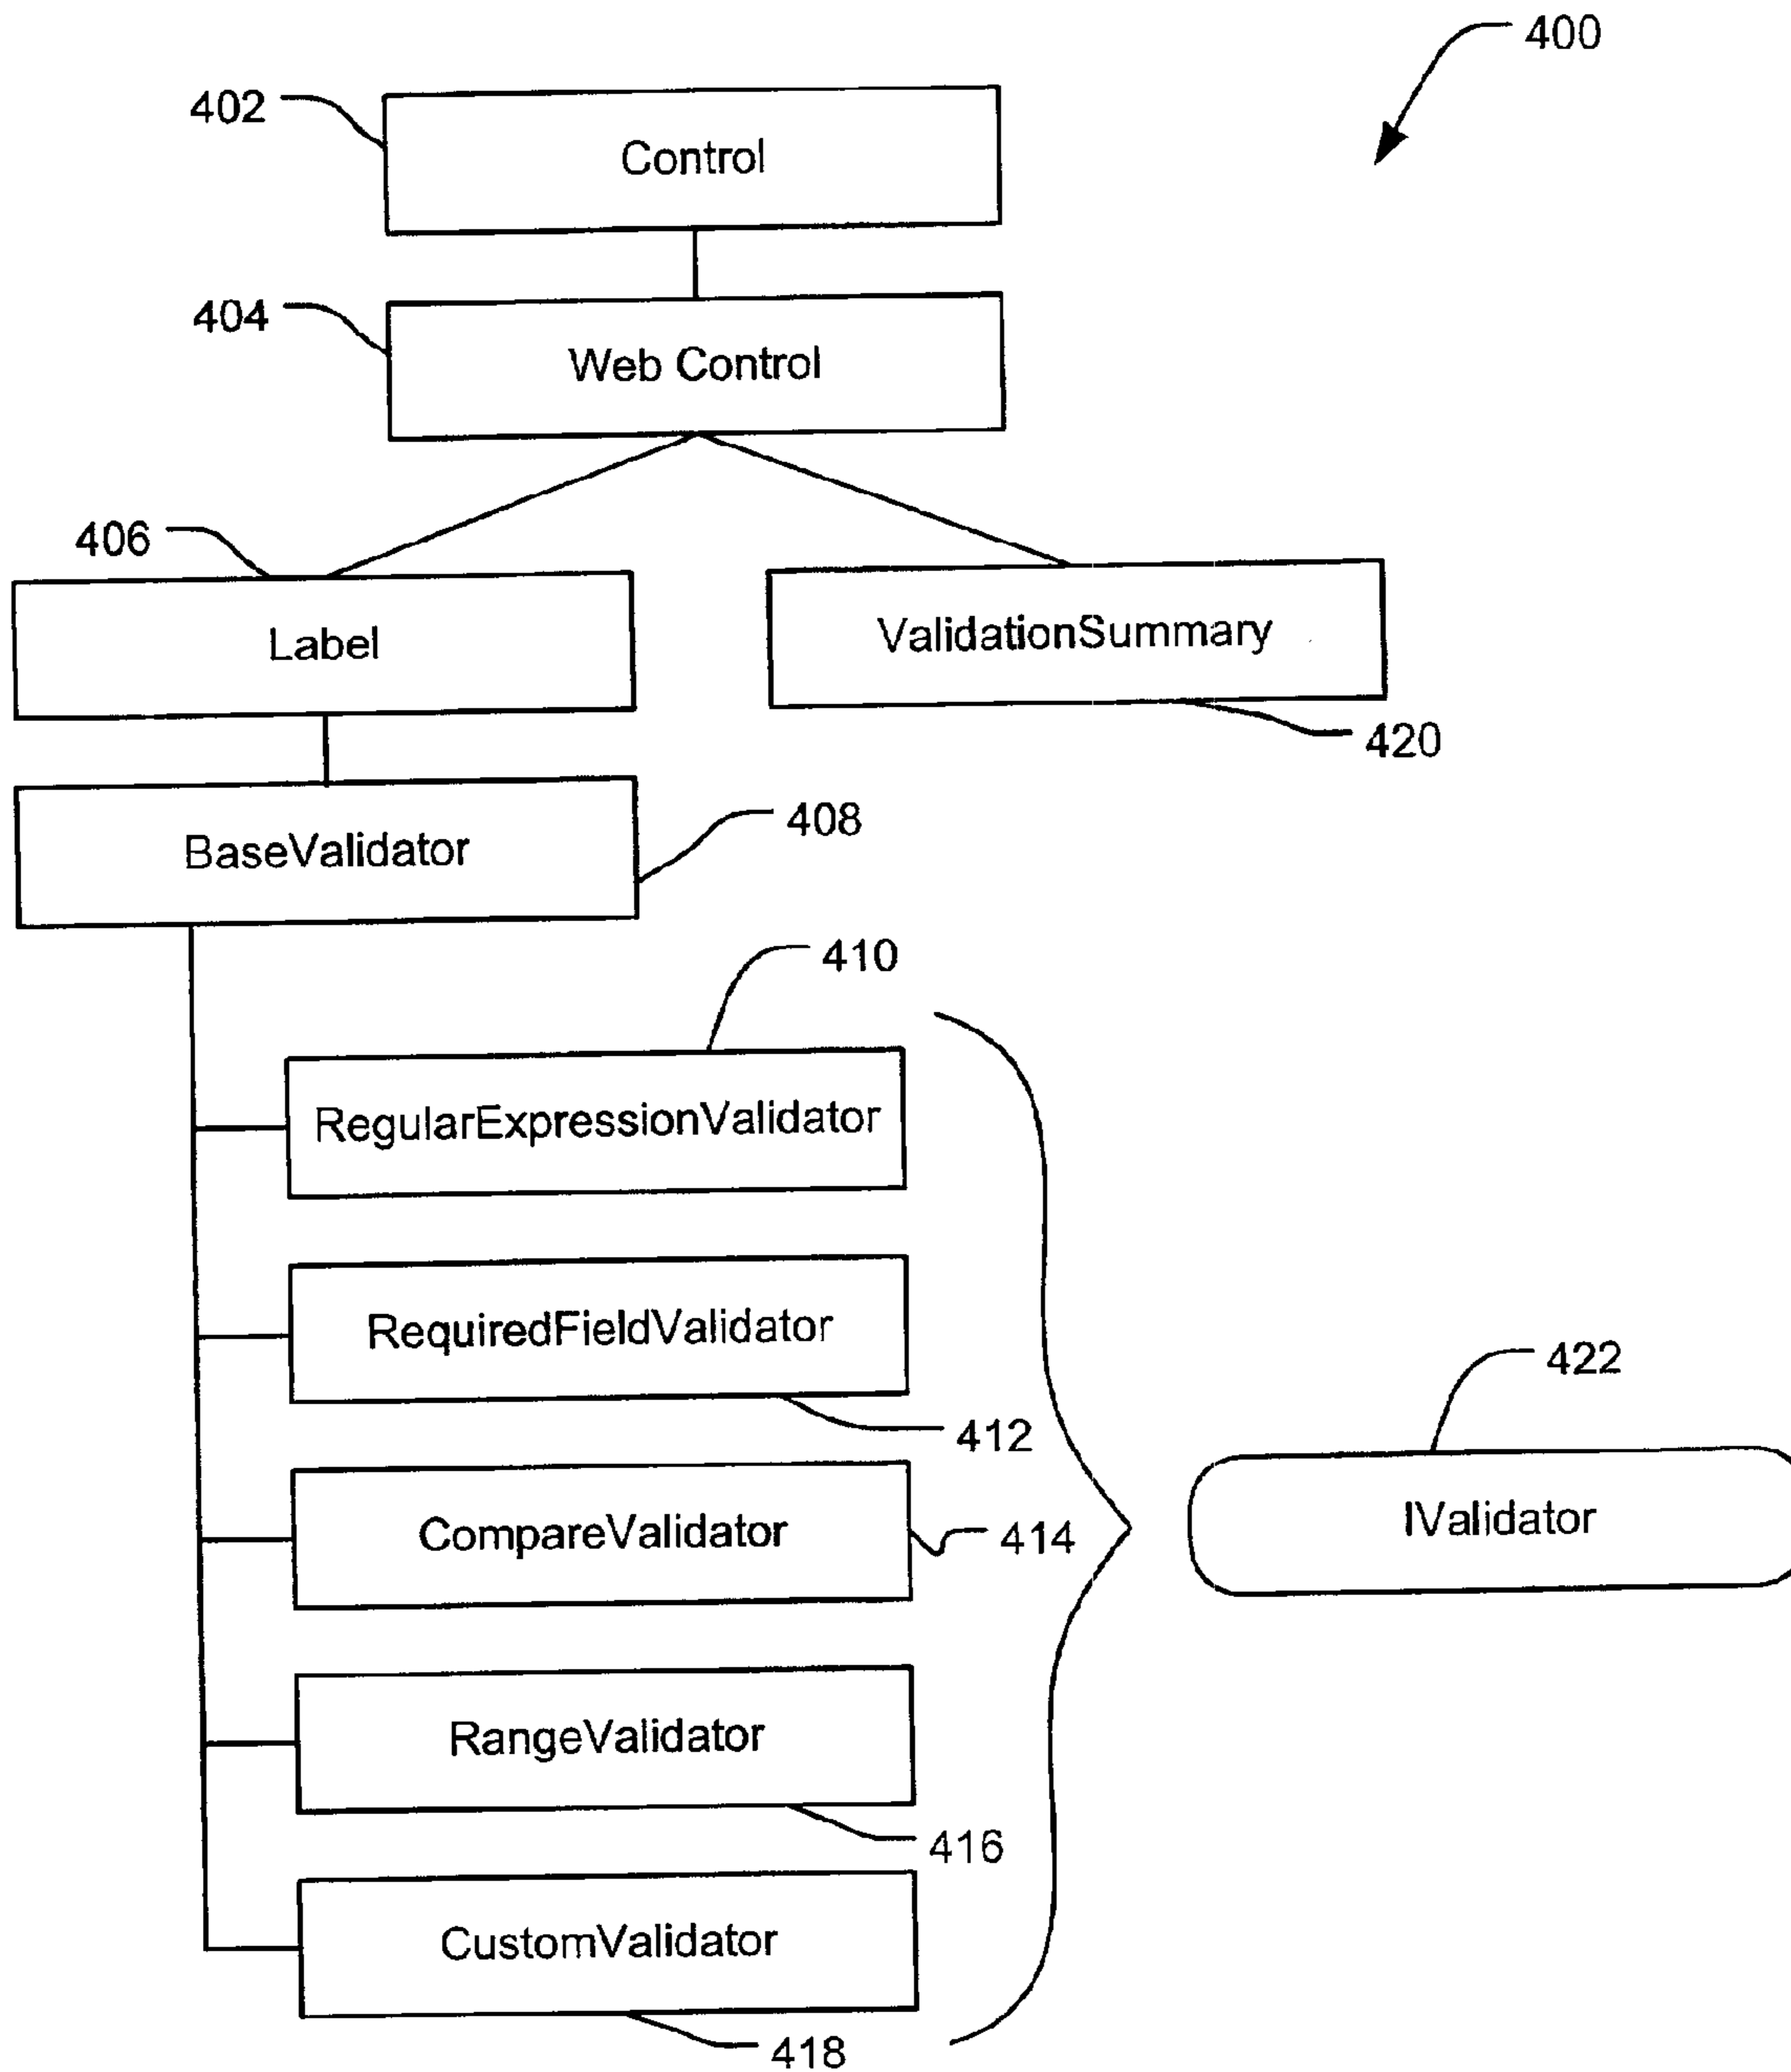 400
402
Control
404
Web Control
406
Label
ValidationSummary
420
BaseValidator
408
410
RegularExpressionValidator
RequiredFieldValidator
412
422
CompareValidator
414
IValidator
RangeValidator
416
CustomValidator
418